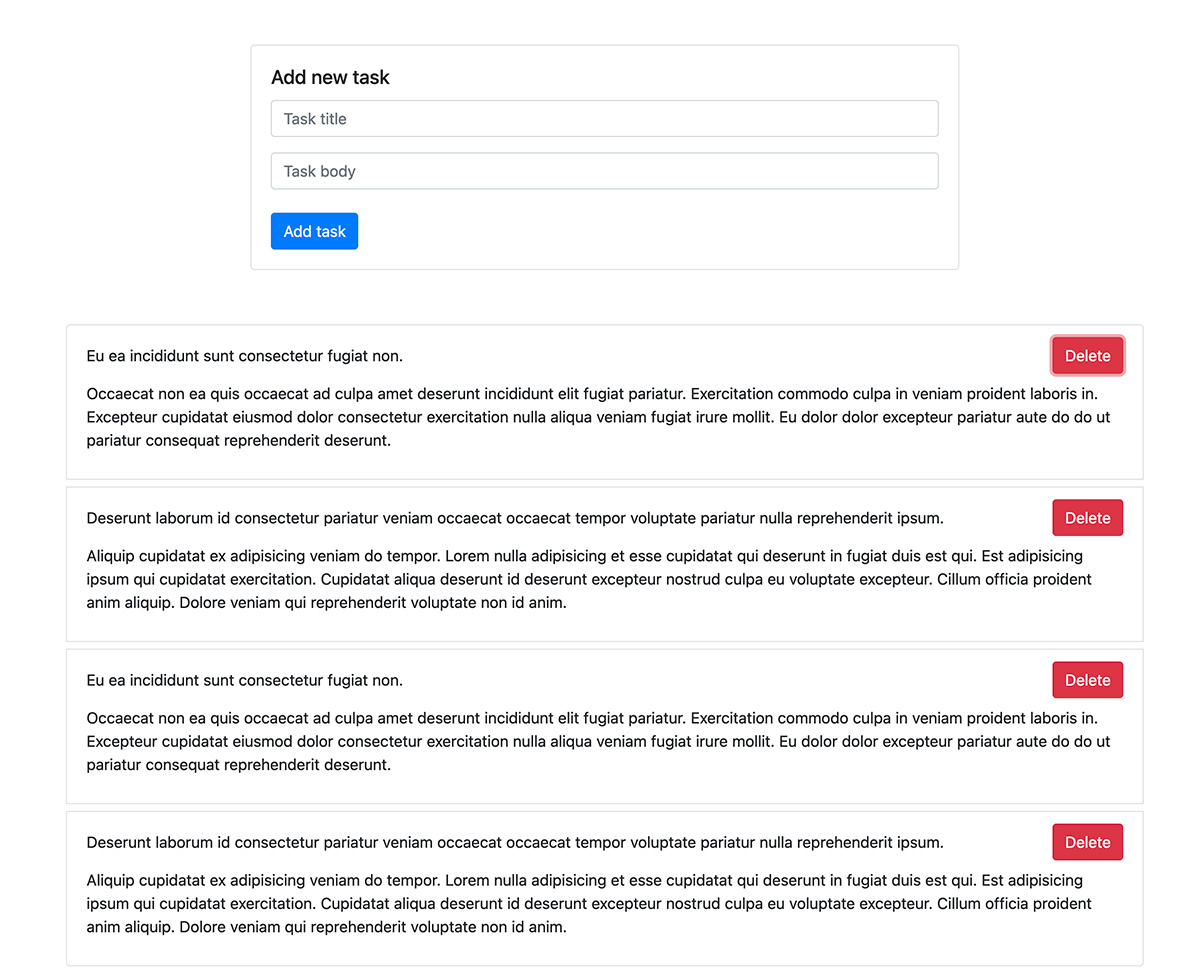 Add new task
Task title
Task body
Add task
Eu ea incididunt sunt consectetur fugiat non.
Delete
Occaecat non ea quis occaecat ad culpa amet deserunt incididunt elit fugiat pariatur. Exercitation commodo culpa in veniam proident laboris in.
Excepteur cupidatat eiusmod dolor consectetur exercitation nulla aliqua veniam fugiat irure mollit. Eu dolor dolor excepteur pariatur aute do do ut
pariatur consequat reprehenderit deserunt.
Deserunt laborum id consectetur pariatur veniam occaecat occaecat tempor voluptate pariatur nulla reprehenderit ipsum.
Delete
Aliquip cupidatat ex adipisicing veniam do tempor. Lorem nulla adipisicing et esse cupidatat qui deserunt in fugiat duis est qui. Est adipisicing
ipsum qui cupidatat exercitation. Cupidatat aliqua deserunt id deserunt excepteur nostrud culpa eu voluptate excepteur. Cillum officia proident
anim aliquip. Dolore veniam qui reprehenderit voluptate non id anim.
Eu ea incididunt sunt consectetur fugiat non.
Delete
Occaecat non ea quis occaecat ad culpa amet deserunt incididunt elit fugiat pariatur. Exercitation commodo culpa in veniam proident laboris in.
Excepteur cupidatat eiusmod dolor consectetur exercitation nulla aliqua veniam fugiat irure mollit. Eu dolor dolor excepteur pariatur aute do do ut
pariatur consequat reprehenderit deserunt.
Deserunt laborum id consectetur pariatur veniam occaecat occaecat tempor voluptate pariatur nulla reprehenderit ipsum.
Delete
Aliquip cupidatat ex adipisicing veniam do tempor. Lorem nulla adipisicing et esse cupidatat qui deserunt in fugiat duis est qui. Est adipisicing
ipsum qui cupidatat exercitation. Cupidatat aliqua deserunt id deserunt excepteur nostrud culpa eu voluptate excepteur. Cillum officia proident
anim aliquip. Dolore veniam qui reprehenderit voluptate non id anim.